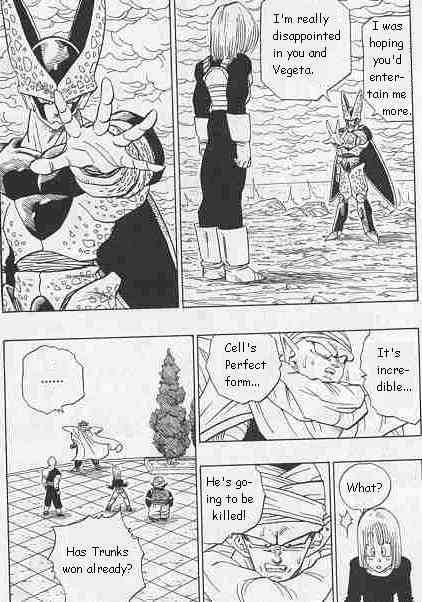 I was
hoping
you'd
enter-
tain me
more.
I'm really
disappointed
in you and
Vegeta.
It's
incre-
dible...
Cell's
Perfect
form...
......
Has Trunks
won already?
What?
He's go-
ing to be
killed!